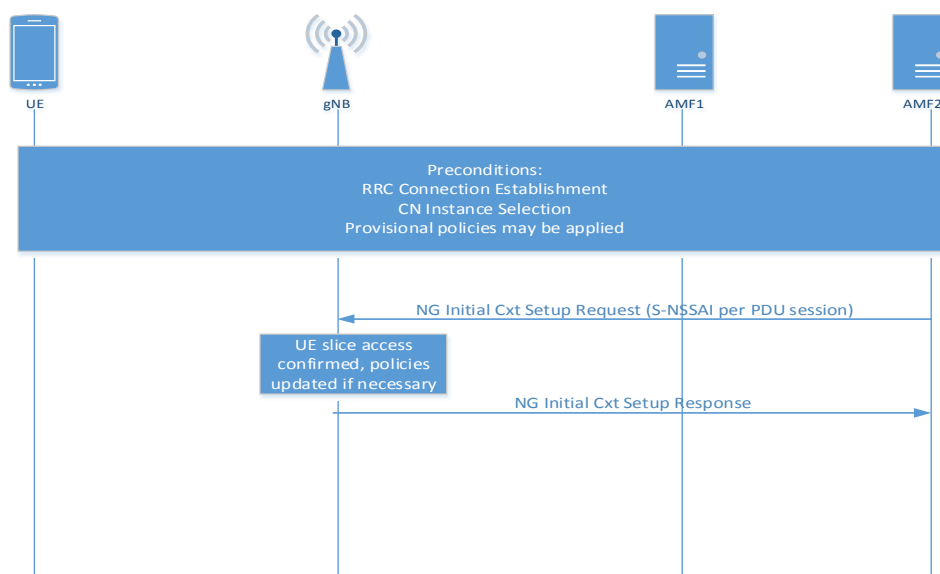 UE
gNB
AMF1
AMF2
Preconditions:
RRC Connection Establishment
CN Instance Selection
Provisional policies may be applied
NG Initial Cxt Setup Request (S-NSSAI per PDU session)
UE slice access
confirmed, policies
updated if necessary
NG Initial Cxt Setup Response